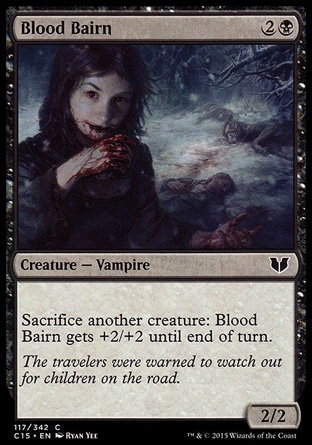 Blood Bairn 2
Creature — Vampire
Sacrifice another creature: Blood
Bairn gets +2/+2 until end of turn.
The travelers were warned to watch out
for children on the road.
117/342 C
C15 • EN Ryan Yee
™ & © 2015 Wizards of the Coast
2/2